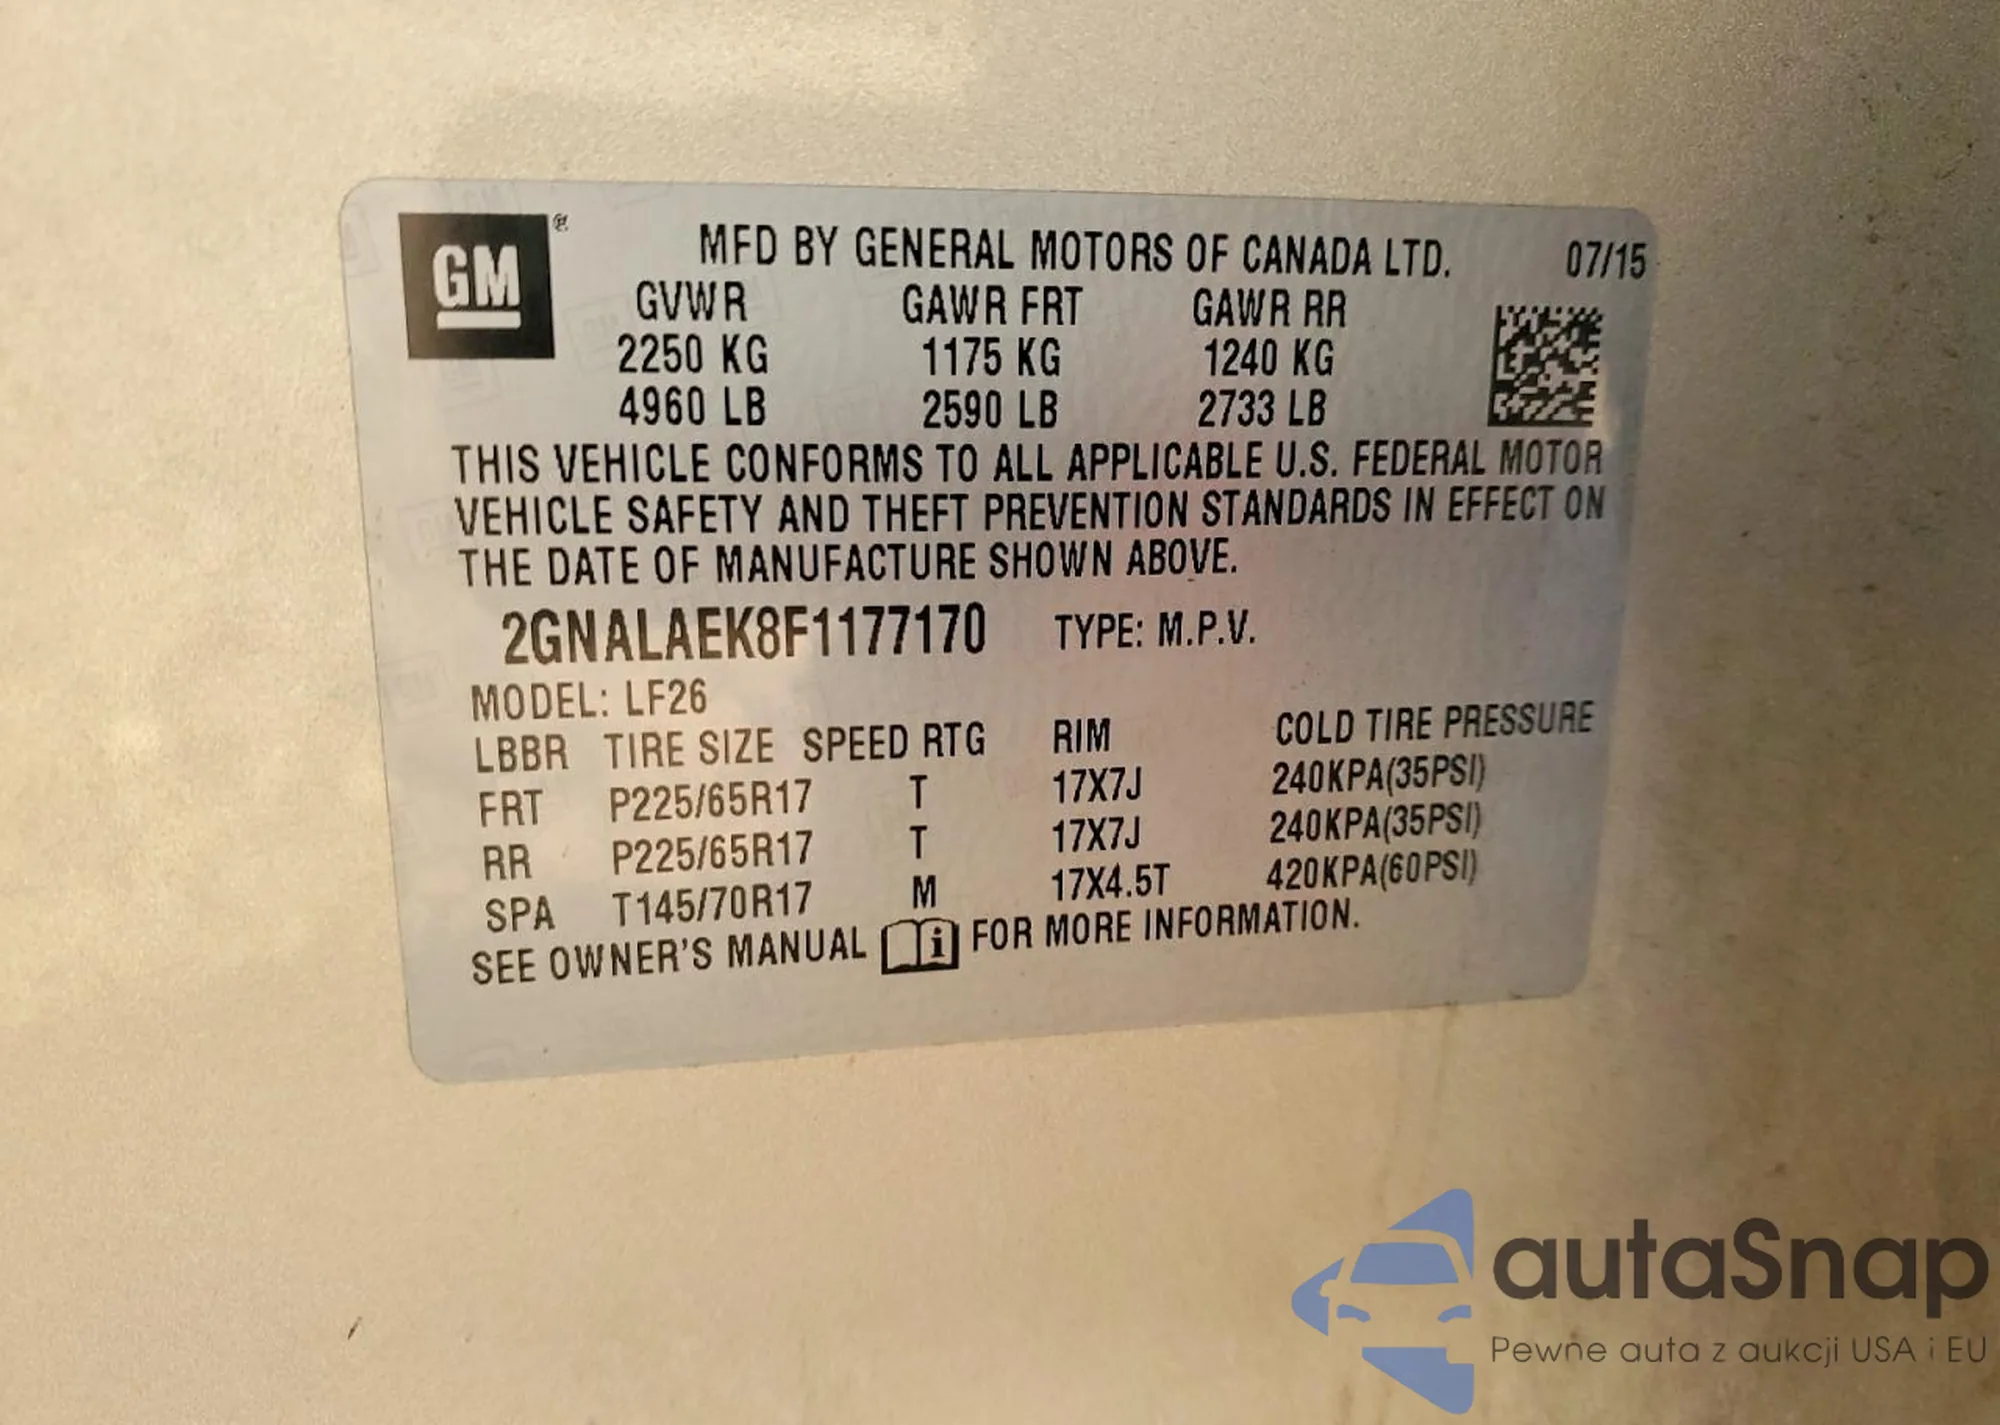 GM ®
MFD BY GENERAL MOTORS OF CANADA LTD. 07/15
GVWR GAWR FRT GAWR RR
2250 KG 1175 KG 1240 KG
4960 LB 2590 LB 2733 LB
THIS VEHICLE CONFORMS TO ALL APPLICABLE U.S. FEDERAL MOTOR
VEHICLE SAFETY AND THEFT PREVENTION STANDARDS IN EFFECT ON
THE DATE OF MANUFACTURE SHOWN ABOVE.
2GNALAEK8F1177170 TYPE: M.P.V.
MODEL: LF26
LBBR TIRE SIZE SPEED RTG RIM COLD TIRE PRESSURE
FRT P225/65R17 T 17X7J 240KPA(35PSI)
RR P225/65R17 T 17X7J 240KPA(35PSI)
SPA T145/70R17 M 17X4.5T 420KPA(60PSI)
SEE OWNER'S MANUAL i FOR MORE INFORMATION.
autaSnap
Pewne auta z aukcji USA i EU